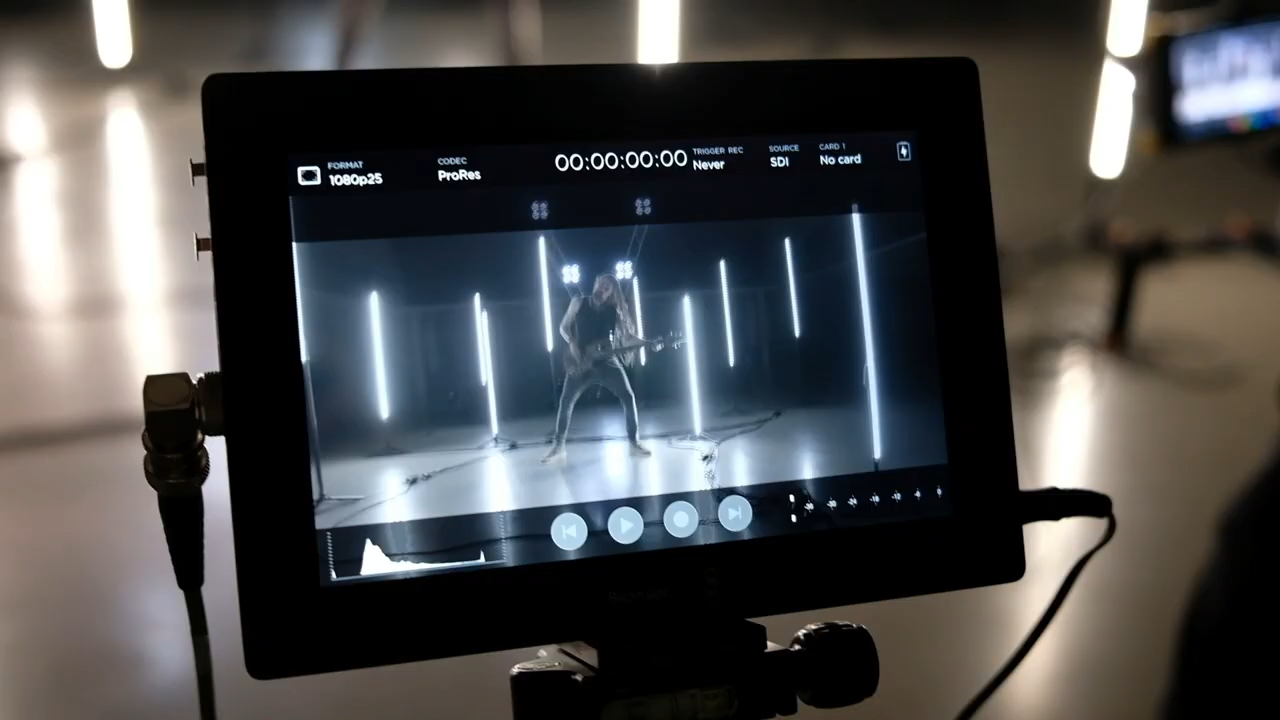 FORMAT
1080p25
CODEC
ProRes
00:00:00:00
TRIGGER REC
Never
SOURCE
SDI
CARD 1
No card